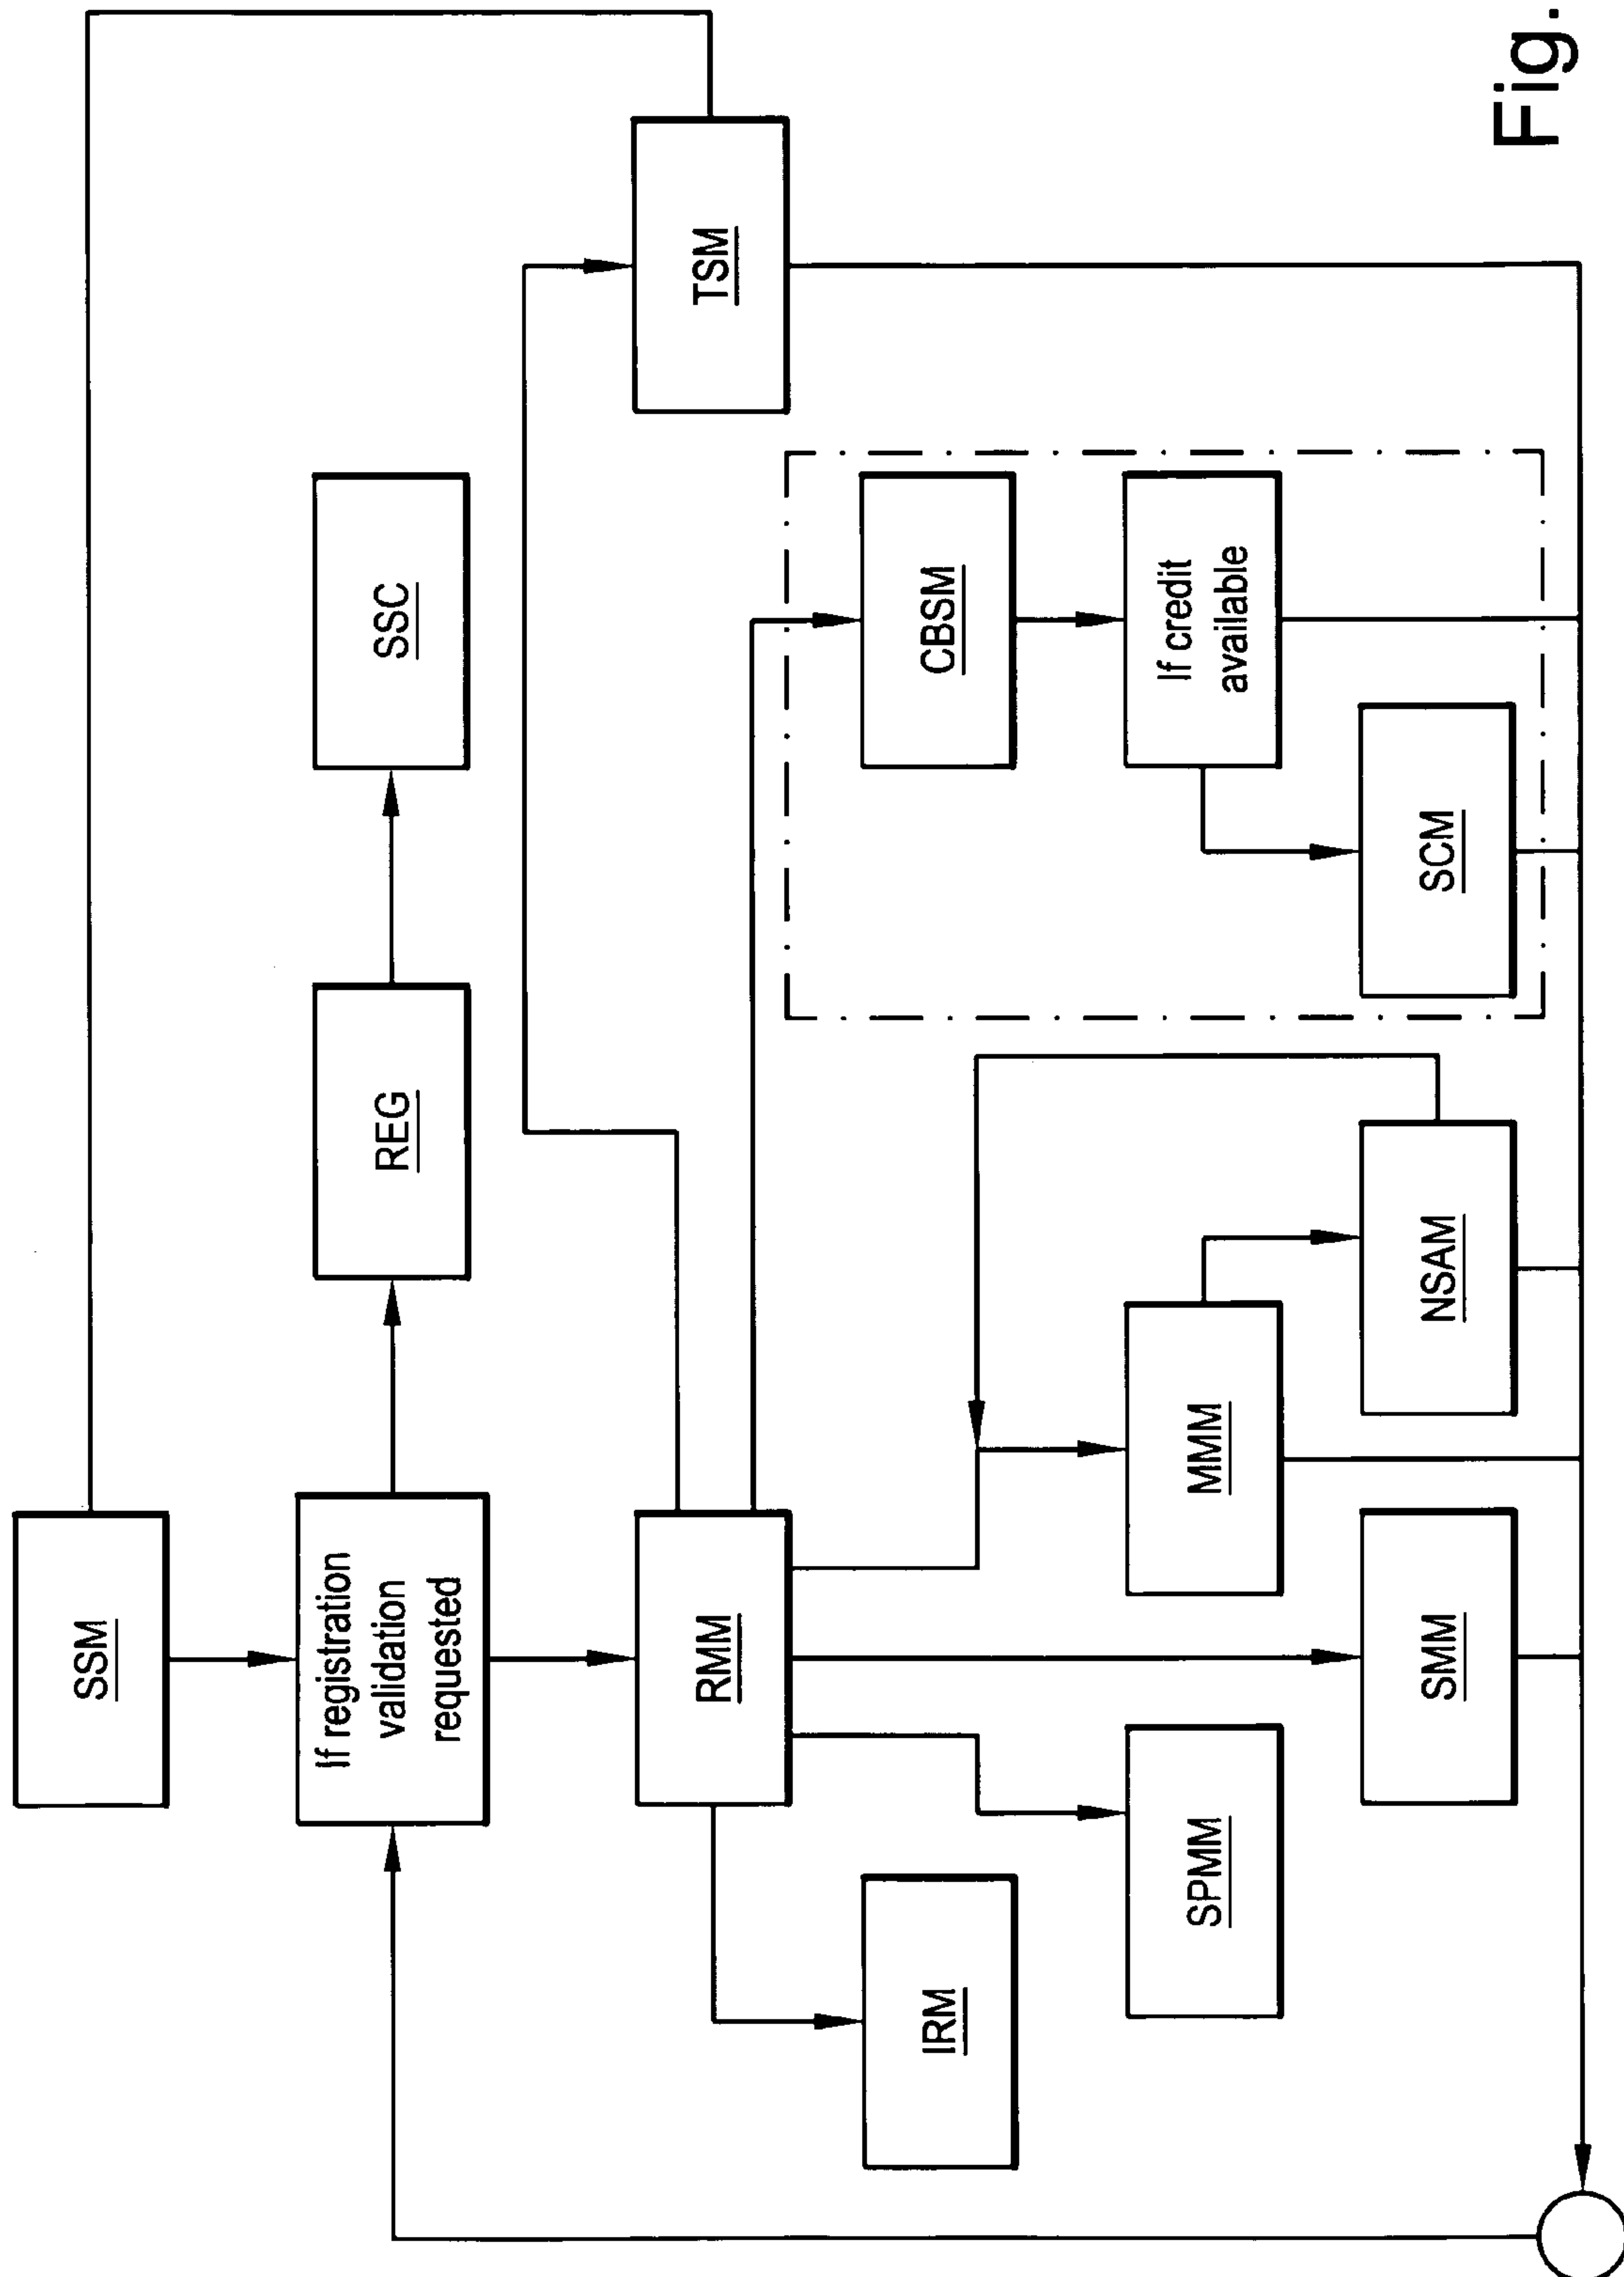 SSM
If registration
validation
requested
REG
SSC
RMM
TSM
IRM
CBSM
SPMM
MMM
If credit
available
SMM
NSAM
SCM
Fig.